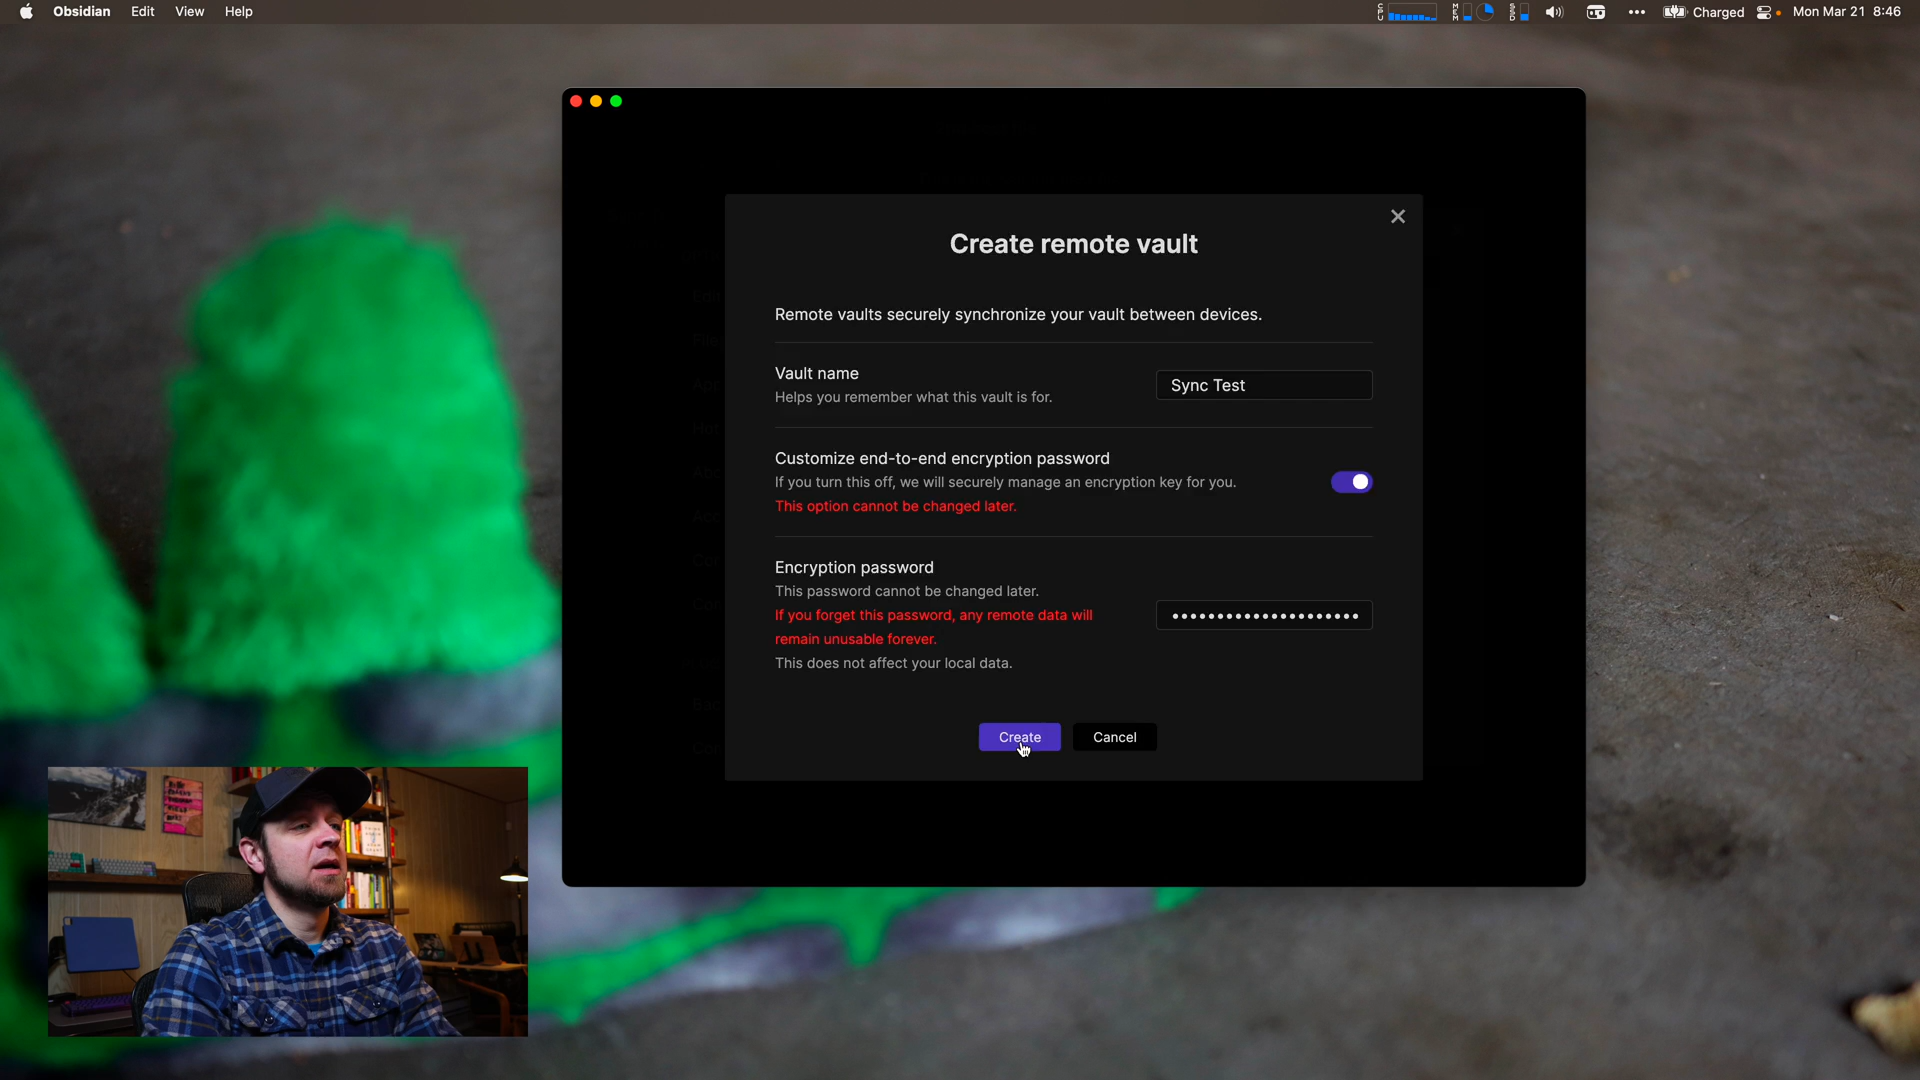 Obsidian Edit View Help
CPU MEM SSD Charged Mon Mar 21 8:46
Create remote vault
Remote vaults securely synchronize your vault between devices.
Vault name
Helps you remember what this vault is for.
Sync Test
Customize end-to-end encryption password
If you turn this off, we will securely manage an encryption key for you.
This option cannot be changed later.
Encryption password
This password cannot be changed later.
If you forget this password, any remote data will
remain unusable forever.
This does not affect your local data.
Create Cancel